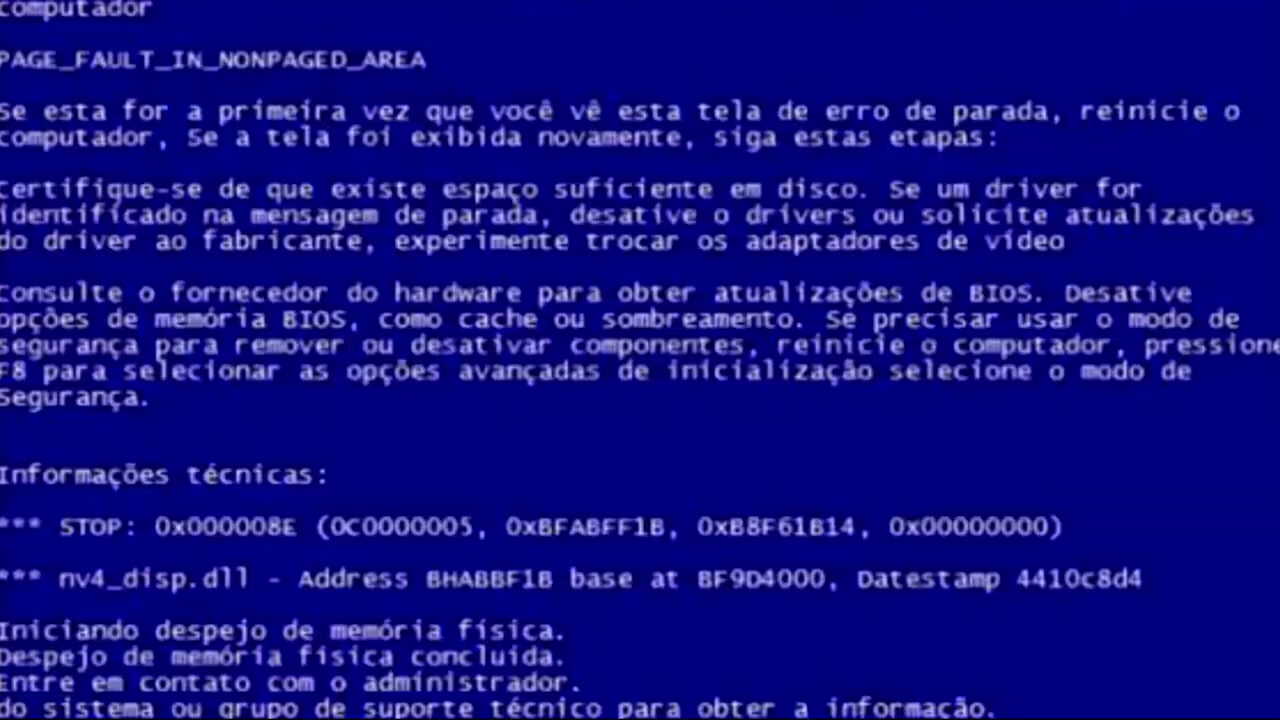 computador
PAGE_FAULT_IN_NONPAGED_AREA
Se esta for a primeira vez que você vê esta tela de erro de parada, reinicie o
computador, Se a tela foi exibida novamente, siga estas etapas:
Certifique-se de que existe espaço suficiente em disco. Se um driver for
identificado na mensagem de parada, desative o drivers ou solicite atualizações
do driver ao fabricante, experimente trocar os adaptadores de vídeo
Consulte o fornecedor do hardware para obter atualizações de BIOS. Desative
opções de memória BIOS, como cache ou sombreamento. Se precisar usar o modo de
segurança para remover ou desativar componentes, reinicie o computador, pressione
F8 para selecionar as opções avançadas de inicialização selecione o modo de
Segurança.
Informações técnicas:
*** STOP: 0x000008E (0C0000005, 0xBFABFF1B, 0xB8F61B14, 0x00000000)
*** nv4_disp.dll - Address BHABBF1B base at BF9D4000, Datestamp 4410c8d4
Iniciando despejo de memória física.
Despejo de memória física concluída.
Entre em contato com o administrador.
do sistema ou grupo de suporte técnico para obter a informação.